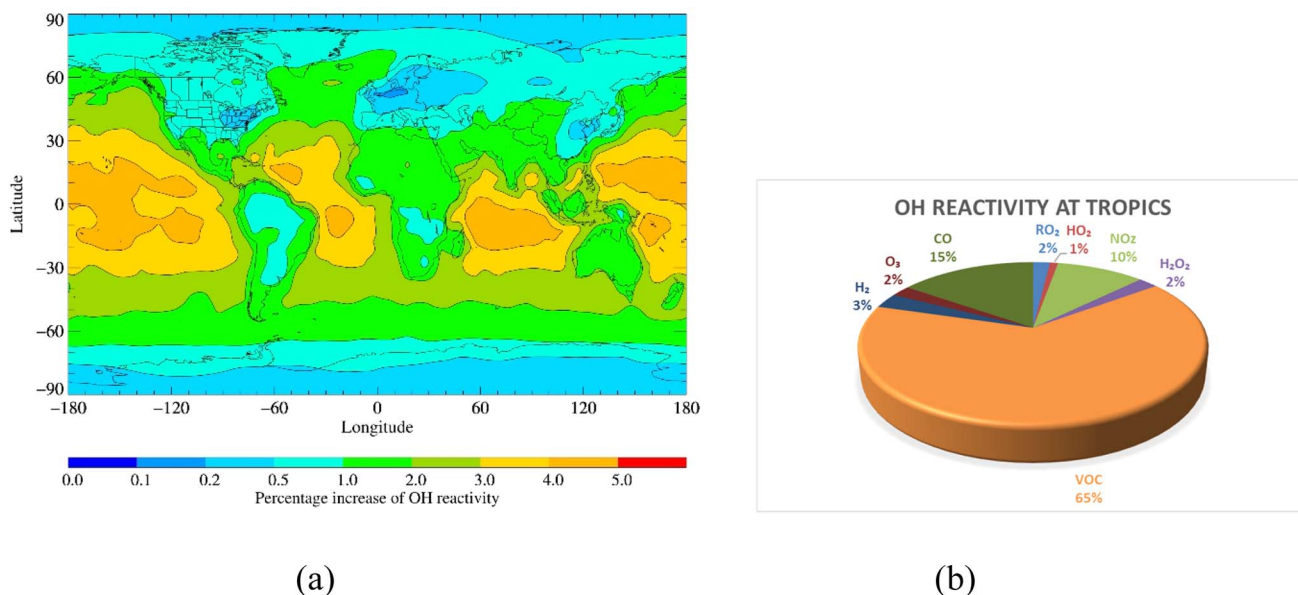 90
60
30
0
−30
−60
−90
Latitude
−180 −120 −60 0 60 120 180
Longitude
0.0 0.1 0.2 0.5 1.0 2.0 3.0 4.0 5.0
Percentage increase of OH reactivity
(a)
OH REACTIVITY AT TROPICS
RO₂
2%
HO₂
1%
NO₂
10%
H₂O₂
2%
CO
15%
O₃
2%
H₂
3%
VOC
65%
(b)